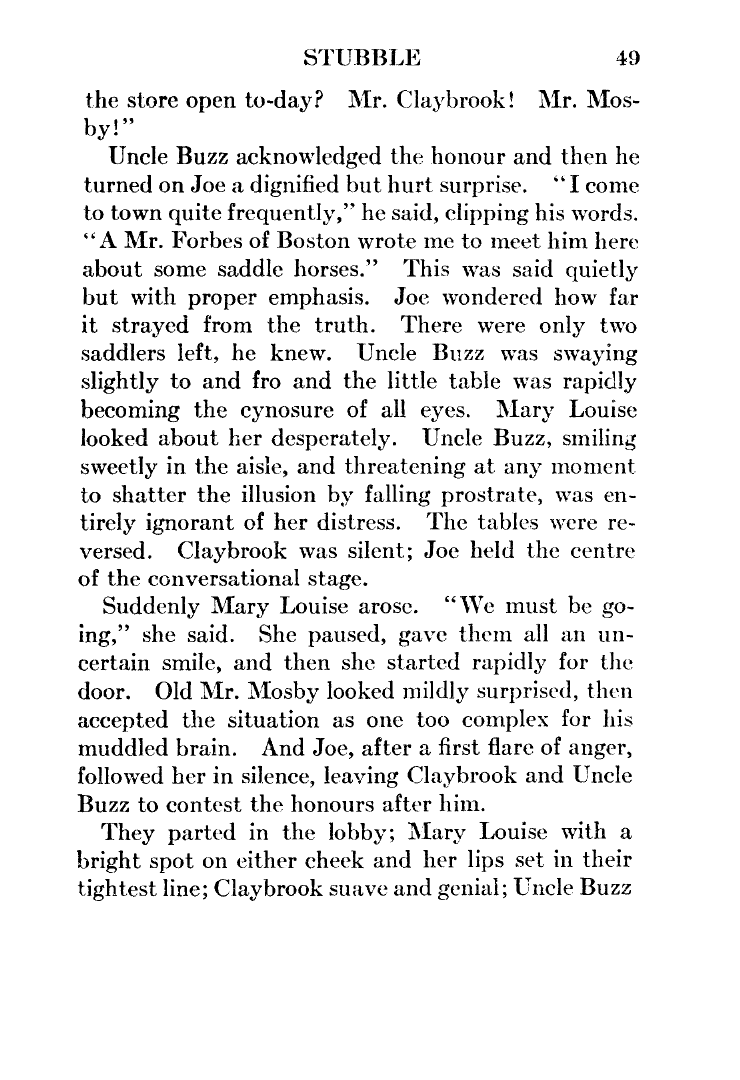 STUBBLE 49
the store open to-day? Mr. Claybrook! Mr. Mos-
by!”
Uncle Buzz acknowledged the honour and then he
turned on Joe a dignified but hurt surprise. “I come
to town quite frequently,” he said, clipping his words.
“A Mr. Forbes of Boston wrote me to meet him here
about some saddle horses.” This was said quietly
but with proper emphasis. Joe wondered how far
it strayed from the truth. There were only two
saddlers left, he knew. Uncle Buzz was swaying
slightly to and fro and the little table was rapidly
becoming the cynosure of all eyes. Mary Louise
looked about her desperately. Uncle Buzz, smiling
sweetly in the aisle, and threatening at any moment
to shatter the illusion by falling prostrate, was en-
tirely ignorant of her distress. The tables were re-
versed. Claybrook was silent; Joe held the centre
of the conversational stage.
Suddenly Mary Louise arose. “We must be go-
ing,” she said. She paused, gave them all an un-
certain smile, and then she started rapidly for the
door. Old Mr. Mosby looked mildly surprised, then
accepted the situation as one too complex for his
muddled brain. And Joe, after a first flare of anger,
followed her in silence, leaving Claybrook and Uncle
Buzz to contest the honours after him.
They parted in the lobby; Mary Louise with a
bright spot on either cheek and her lips set in their
tightest line; Claybrook suave and genial; Uncle Buzz